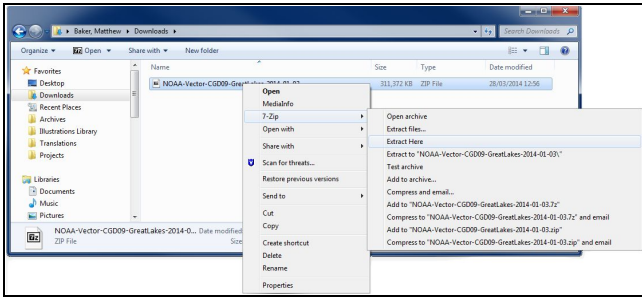 Baker, Matthew ▸ Downloads ▸
Search Downloads
Organize ▼ 7z Open ▼ Share with ▼ New folder
Name Size Type Date modified
NOAA-Vector-CGD09-GreatLakes-2014-01-03 311,372 KB ZIP File 28/03/2014 12:56
Favorites
Desktop
Downloads
Recent Places
Archives
Illustrations Library
Translations
Projects
Libraries
Documents
Music
Pictures
Open
MediaInfo
7-Zip
Open with
Share with
Scan for threats...
Restore previous versions
Send to
Cut
Copy
Create shortcut
Delete
Rename
Properties
Open archive
Extract files...
Extract Here
Extract to "NOAA-Vector-CGD09-GreatLakes-2014-01-03\"
Test archive
Add to archive...
Compress and email...
Add to "NOAA-Vector-CGD09-GreatLakes-2014-01-03.7z"
Compress to "NOAA-Vector-CGD09-GreatLakes-2014-01-03.7z" and email
Add to "NOAA-Vector-CGD09-GreatLakes-2014-01-03.zip"
Compress to "NOAA-Vector-CGD09-GreatLakes-2014-01-03.zip" and email
7z
NOAA-Vector-CGD09-GreatLakes-2014-0... Date modified
ZIP File Size